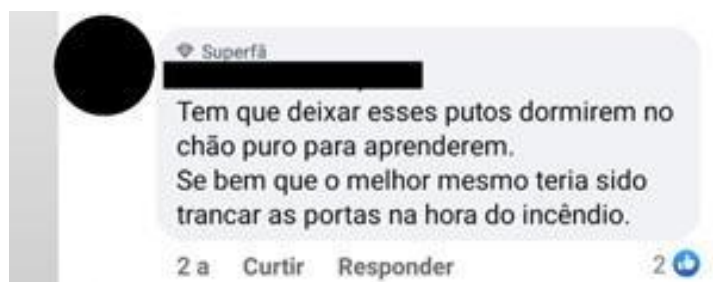 Superfã
Tem que deixar esses putos dormirem no
chão puro para aprenderem.
Se bem que o melhor mesmo teria sido
trancar as portas na hora do incêndio.
2 a Curtir Responder 2